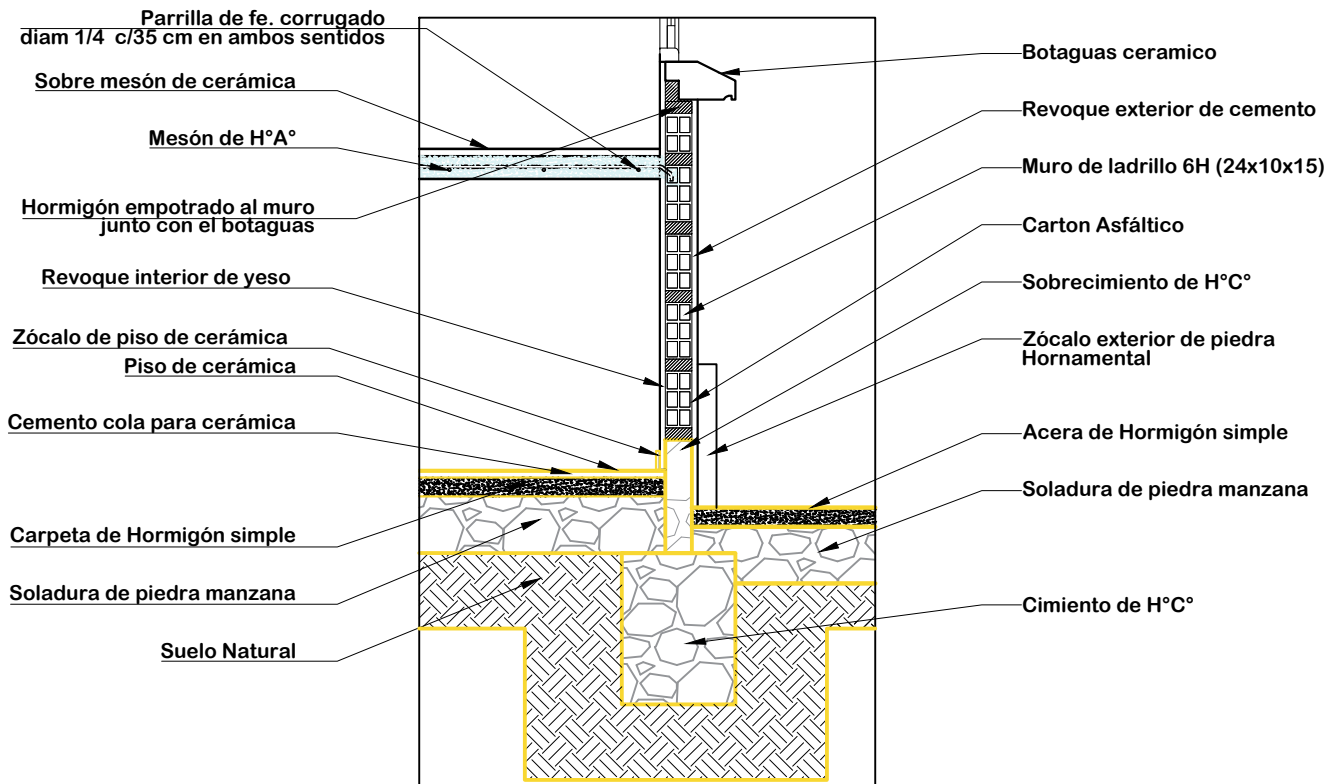 Parrilla de fe. corrugado
diam 1/4 c/35 cm en ambos sentidos
Sobre mesón de cerámica
Mesón de H°A°
Hormigón empotrado al muro
junto con el botaguas
Revoque interior de yeso
Zócalo de piso de cerámica
Piso de cerámica
Cemento cola para cerámica
Carpeta de Hormigón simple
Soladura de piedra manzana
Suelo Natural
Botaguas ceramico
Revoque exterior de cemento
Muro de ladrillo 6H (24x10x15)
Carton Asfáltico
Sobrecimiento de H°C°
Zócalo exterior de piedra
Hornamental
Acera de Hormigón simple
Soladura de piedra manzana
Cimiento de H°C°